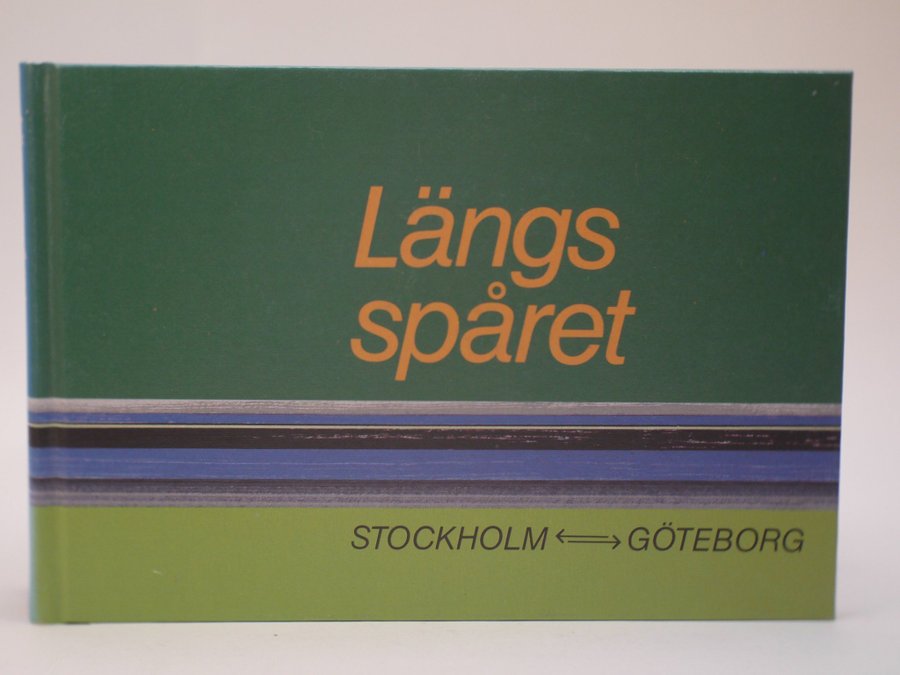 Längs
spåret
STOCKHOLM ⟵⟶ GÖTEBORG